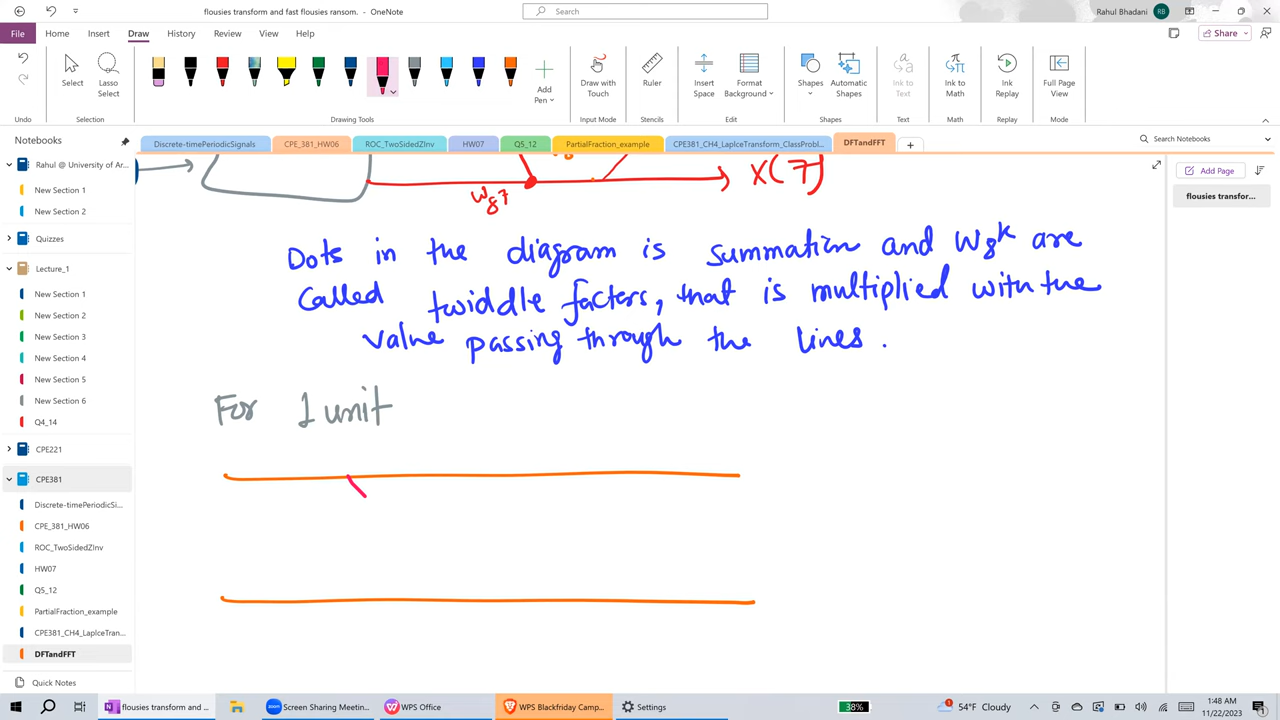 flousies transform and fast flousies ransom. - OneNote
Search
Rahul Bhadani
RB
File
Home
Insert
Draw
History
Review
View
Help
Share
Undo
Select
Lasso Select
Add Pen
Draw with Touch
Ruler
Insert Space
Format Background
Shapes
Automatic Shapes
Ink to Text
Ink to Math
Ink Replay
Full Page View
Undo
Selection
Drawing Tools
Input Mode
Stencils
Edit
Shapes
Text
Math
Replay
Mode
Notebooks
Discrete-timePeriodicSignals
CPE_381_HW06
ROC_TwoSidedZInv
HW07
Q5_12
PartialFraction_example
CPE381_CH4_LaplceTransform_ClassProbl...
DFTandFFT
Search Notebooks
Rahul @ University of Ar...
New Section 1
New Section 2
Quizzes
Lecture_1
New Section 1
New Section 2
New Section 3
New Section 4
New Section 5
New Section 6
Q4_14
CPE221
CPE381
Discrete-timePeriodicSi...
CPE_381_HW06
ROC_TwoSidedZInv
HW07
Q5_12
PartialFraction_example
CPE381_CH4_LaplceTran...
DFTandFFT
Quick Notes
W87
X(7)
Dots in the diagram is summation and W8k are
called twiddle factors, that is multiplied with the
value passing through the lines.
For 1 unit
Add Page
flousies transfor...
flousies transform and ...
Screen Sharing Meetin...
WPS Office
WPS Blackfriday Camp...
Settings
38%
54°F Cloudy
1:48 AM
11/22/2023